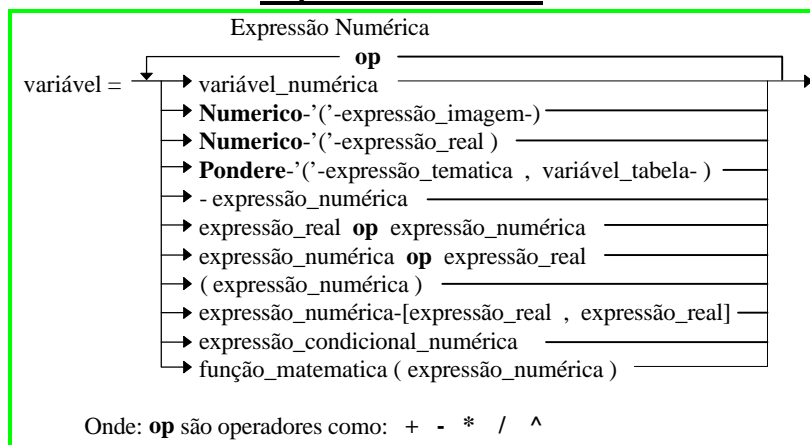 Expressão Numérica
op
variável = variável_numérica
Numerico-’(’-expressão_imagem-)
Numerico-’(’-expressão_real )
Pondere-’(’-expressão_tematica , variável_tabela- )
- expressão_numérica
expressão_real op expressão_numérica
expressão_numérica op expressão_real
( expressão_numérica )
expressão_numérica-[expressão_real , expressão_real]
expressão_condicional_numérica
função_matematica ( expressão_numérica )
Onde: op são operadores como: + - * / ^